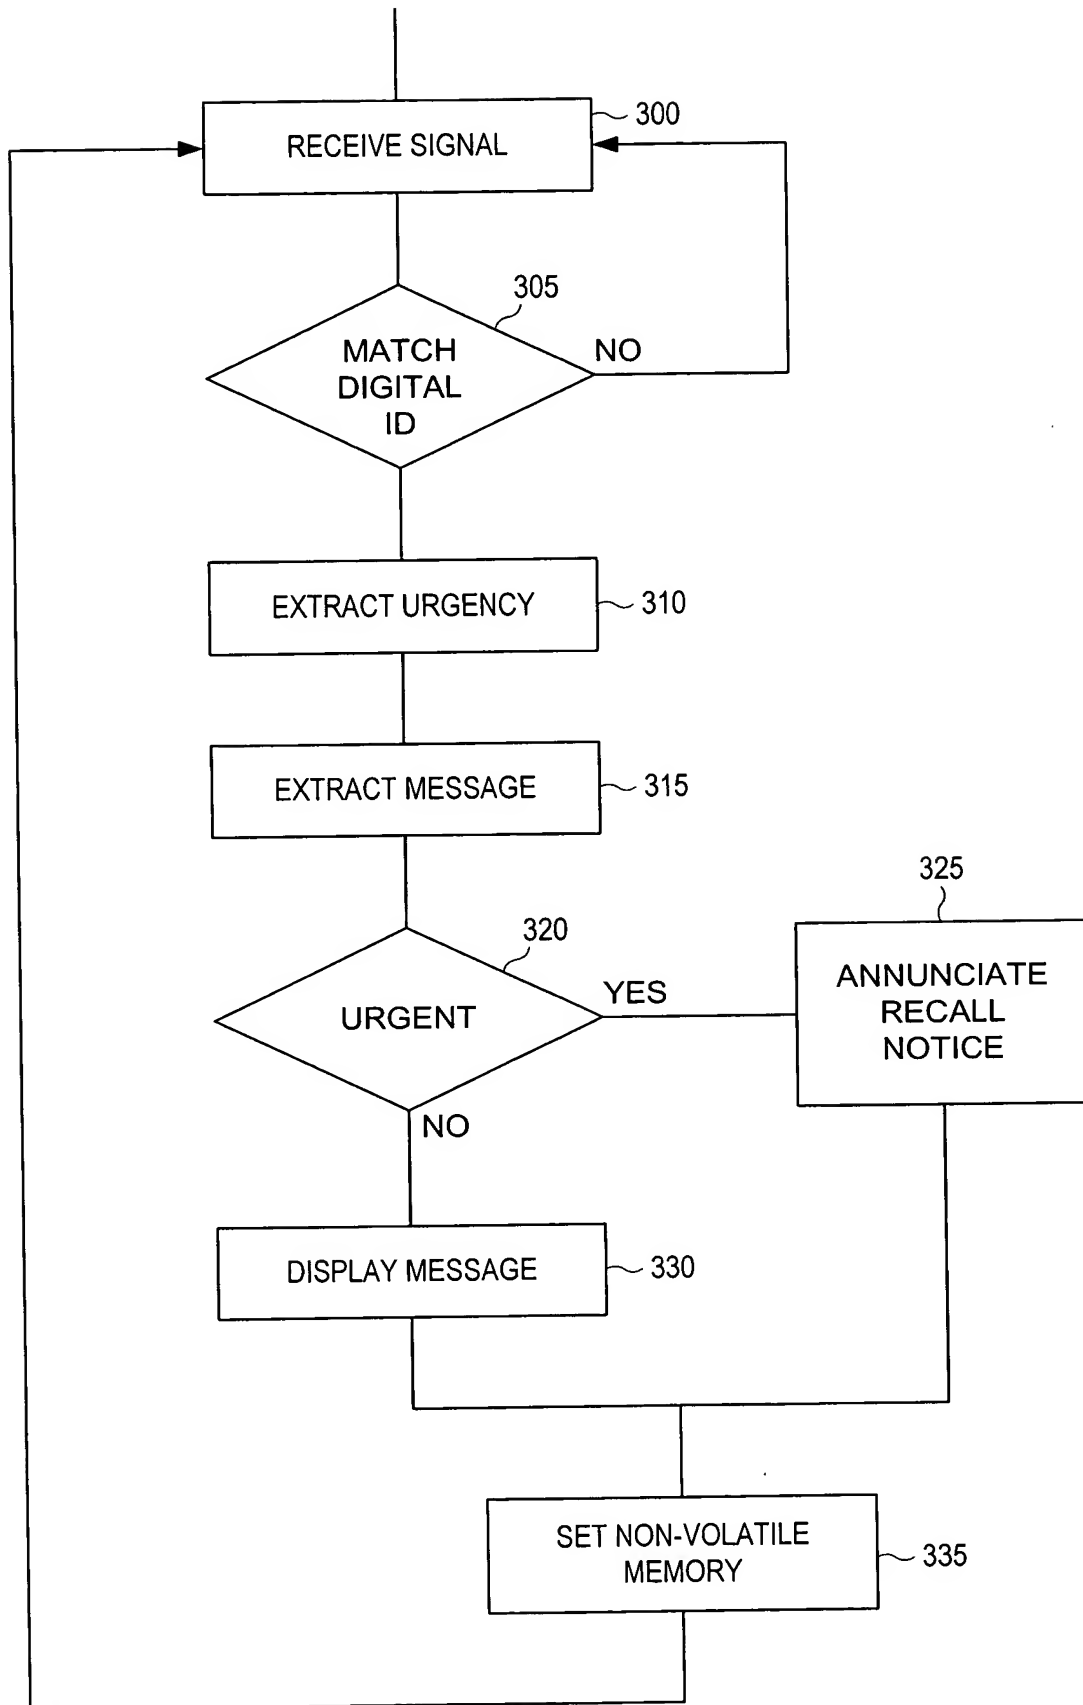 300
RECEIVE SIGNAL
305
MATCH
DIGITAL
ID
NO
EXTRACT URGENCY
310
EXTRACT MESSAGE
315
320
URGENT
YES
NO
325
ANNUNCIATE
RECALL
NOTICE
DISPLAY MESSAGE
330
SET NON-VOLATILE
MEMORY
335